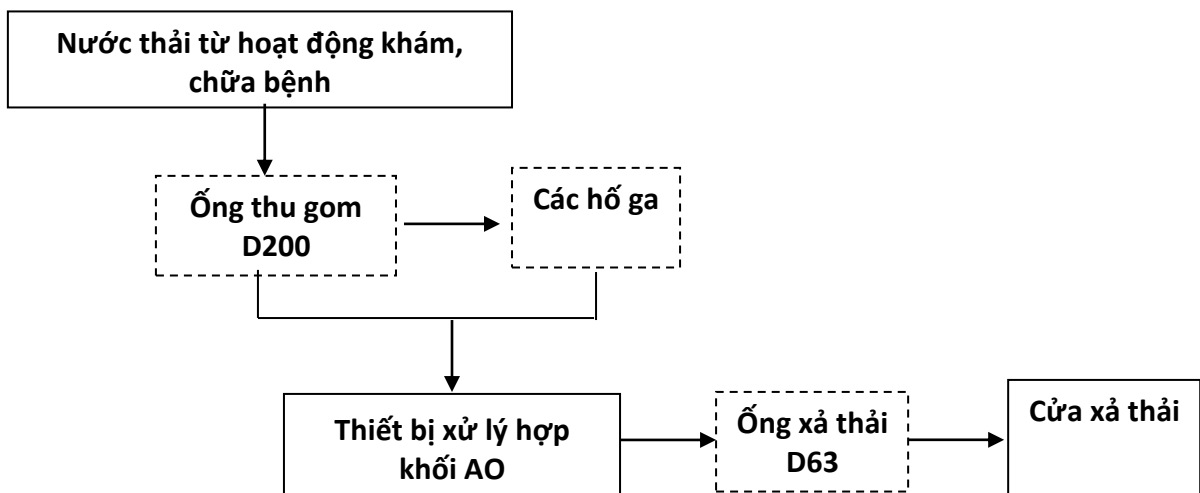 Nước thải từ hoạt động khám,
chữa bệnh
Ống thu gom
D200
Các hố ga
Thiết bị xử lý hợp
khối AO
Ống xả thải
D63
Cửa xả thải